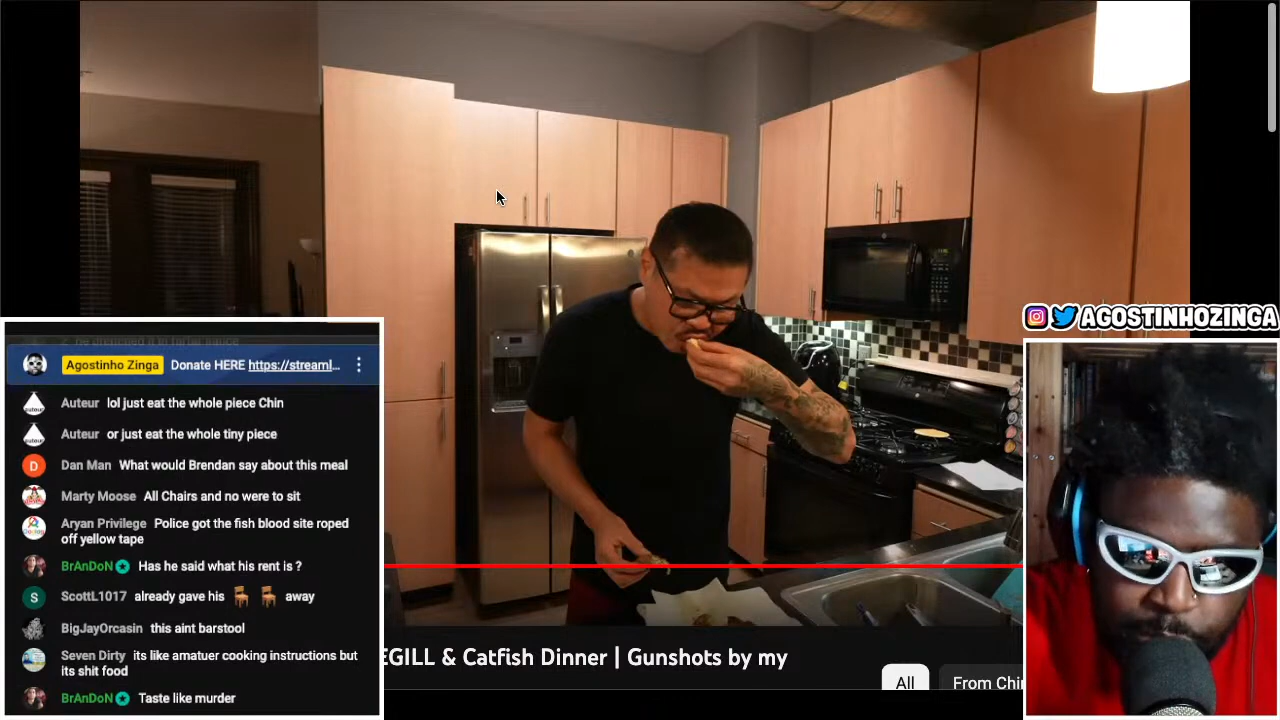 AGOSTINHOZINGA
Agostinho Zinga Donate HERE https://streaml...
Auteur lol just eat the whole piece Chin
Auteur or just eat the whole tiny piece
Dan Man What would Brendan say about this meal
Marty Moose All Chairs and no were to sit
Aryan Privilege Police got the fish blood site roped
off yellow tape
BrAnDoN Has he said what his rent is ?
ScottL1017 already gave his 🪑 🪑 away
BigJayOrcasin this aint barstool
Seven Dirty its like amatuer cooking instructions but
its shit food
BrAnDoN Taste like murder
EGILL & Catfish Dinner | Gunshots by my
All From Chin